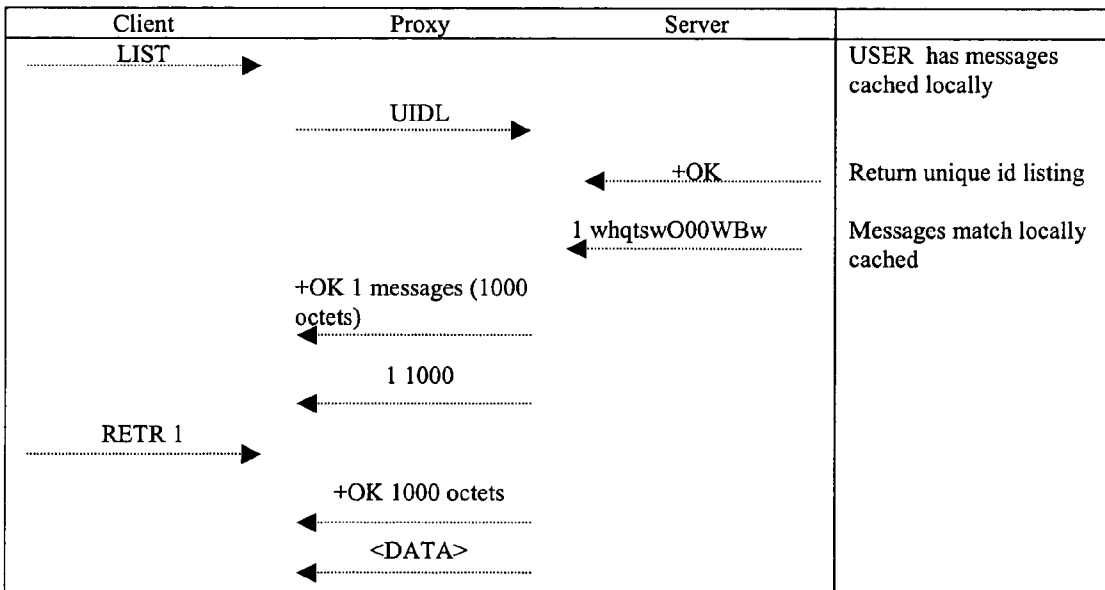 Client Proxy Server
LIST
USER has messages
cached locally
UIDL
+OK
Return unique id listing
1 whqtswO00WBw
Messages match locally
cached
+OK 1 messages (1000
octets)
1 1000
RETR 1
+OK 1000 octets
<DATA>